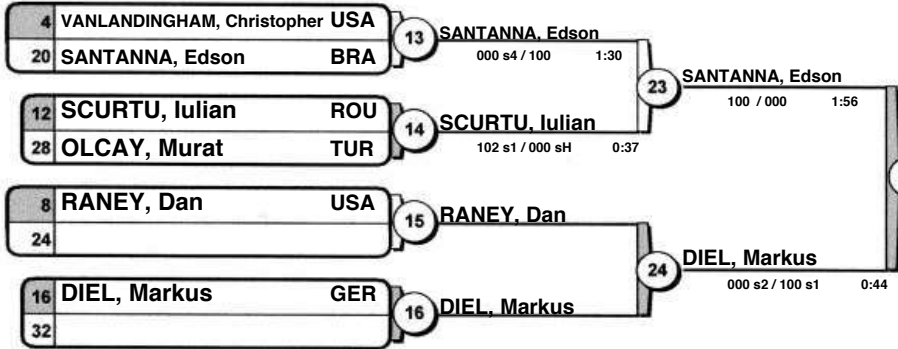 4 VANLANDINGHAM, Christopher USA
20 SANTANNA, Edson BRA
13 SANTANNA, Edson
000 s4 / 100 1:30
23 SANTANNA, Edson
100 / 000 1:56
12 SCURTU, Iulian ROU
28 OLCAY, Murat TUR
14 SCURTU, Iulian
102 s1 / 000 sH 0:37
8 RANEY, Dan USA
24
15 RANEY, Dan
24 DIEL, Markus
000 s2 / 100 s1 0:44
16 DIEL, Markus GER
32
16 DIEL, Markus